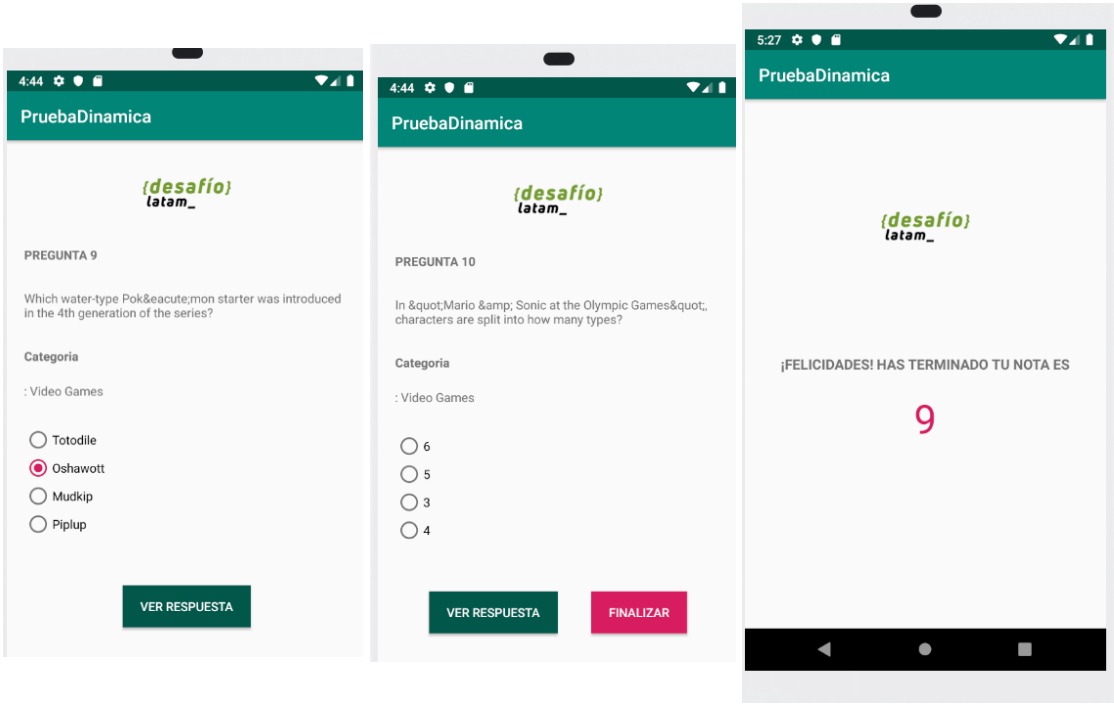 4:44
PruebaDinamica
{desafío}
latam_
PREGUNTA 9
Which water-type Pok&eacute;mon starter was introduced
in the 4th generation of the series?
Categoria
: Video Games
Totodile
Oshawott
Mudkip
Piplup
VER RESPUESTA
4:44
PruebaDinamica
{desafío}
latam_
PREGUNTA 10
In &quot;Mario &amp; Sonic at the Olympic Games&quot;,
characters are split into how many types?
Categoria
: Video Games
6
5
3
4
VER RESPUESTA
FINALIZAR
5:27
PruebaDinamica
{desafío}
latam_
¡FELICIDADES! HAS TERMINADO TU NOTA ES
9